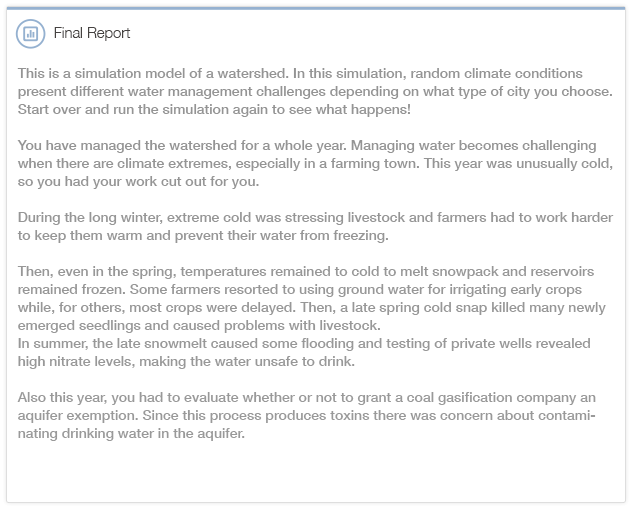 Final Report
This is a simulation model of a watershed. In this simulation, random climate conditions
present different water management challenges depending on what type of city you choose.
Start over and run the simulation again to see what happens!
You have managed the watershed for a whole year. Managing water becomes challenging
when there are climate extremes, especially in a farming town. This year was unusually cold,
so you had your work cut out for you.
During the long winter, extreme cold was stressing livestock and farmers had to work harder
to keep them warm and prevent their water from freezing.
Then, even in the spring, temperatures remained to cold to melt snowpack and reservoirs
remained frozen. Some farmers resorted to using ground water for irrigating early crops
while, for others, most crops were delayed. Then, a late spring cold snap killed many newly
emerged seedlings and caused problems with livestock.
In summer, the late snowmelt caused some flooding and testing of private wells revealed
high nitrate levels, making the water unsafe to drink.
Also this year, you had to evaluate whether or not to grant a coal gasification company an
aquifer exemption. Since this process produces toxins there was concern about contami-
nating drinking water in the aquifer.